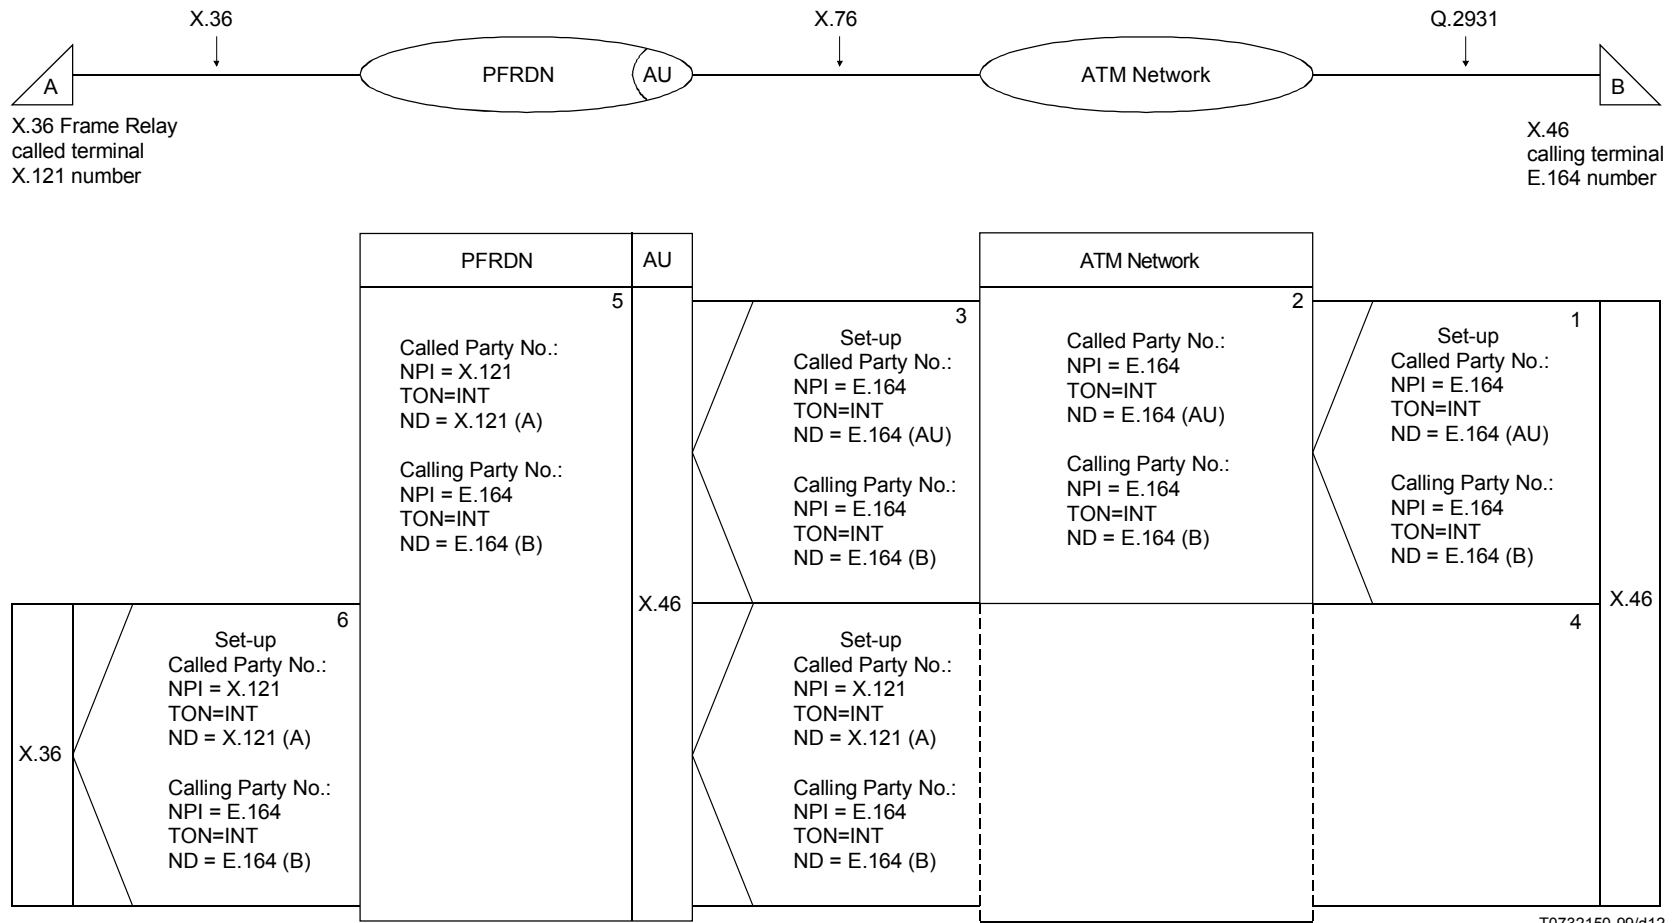 X.36
X.76
Q.2931
A
PFRDN
AU
ATM Network
B
X.36 Frame Relay
called terminal
X.121 number
X.46
calling terminal
E.164 number
PFRDN
AU
ATM Network
5
Called Party No.:
NPI = X.121
TON=INT
ND = X.121 (A)
Calling Party No.:
NPI = E.164
TON=INT
ND = E.164 (B)
3
Set-up
Called Party No.:
NPI = E.164
TON=INT
ND = E.164 (AU)
Calling Party No.:
NPI = E.164
TON=INT
ND = E.164 (B)
2
Called Party No.:
NPI = E.164
TON=INT
ND = E.164 (AU)
Calling Party No.:
NPI = E.164
TON=INT
ND = E.164 (B)
1
Set-up
Called Party No.:
NPI = E.164
TON=INT
ND = E.164 (AU)
Calling Party No.:
NPI = E.164
TON=INT
ND = E.164 (B)
X.46
X.46
X.36
6
Set-up
Called Party No.:
NPI = X.121
TON=INT
ND = X.121 (A)
Calling Party No.:
NPI = E.164
TON=INT
ND = E.164 (B)
Set-up
Called Party No.:
NPI = X.121
TON=INT
ND = X.121 (A)
Calling Party No.:
NPI = E.164
TON=INT
ND = E.164 (B)
4